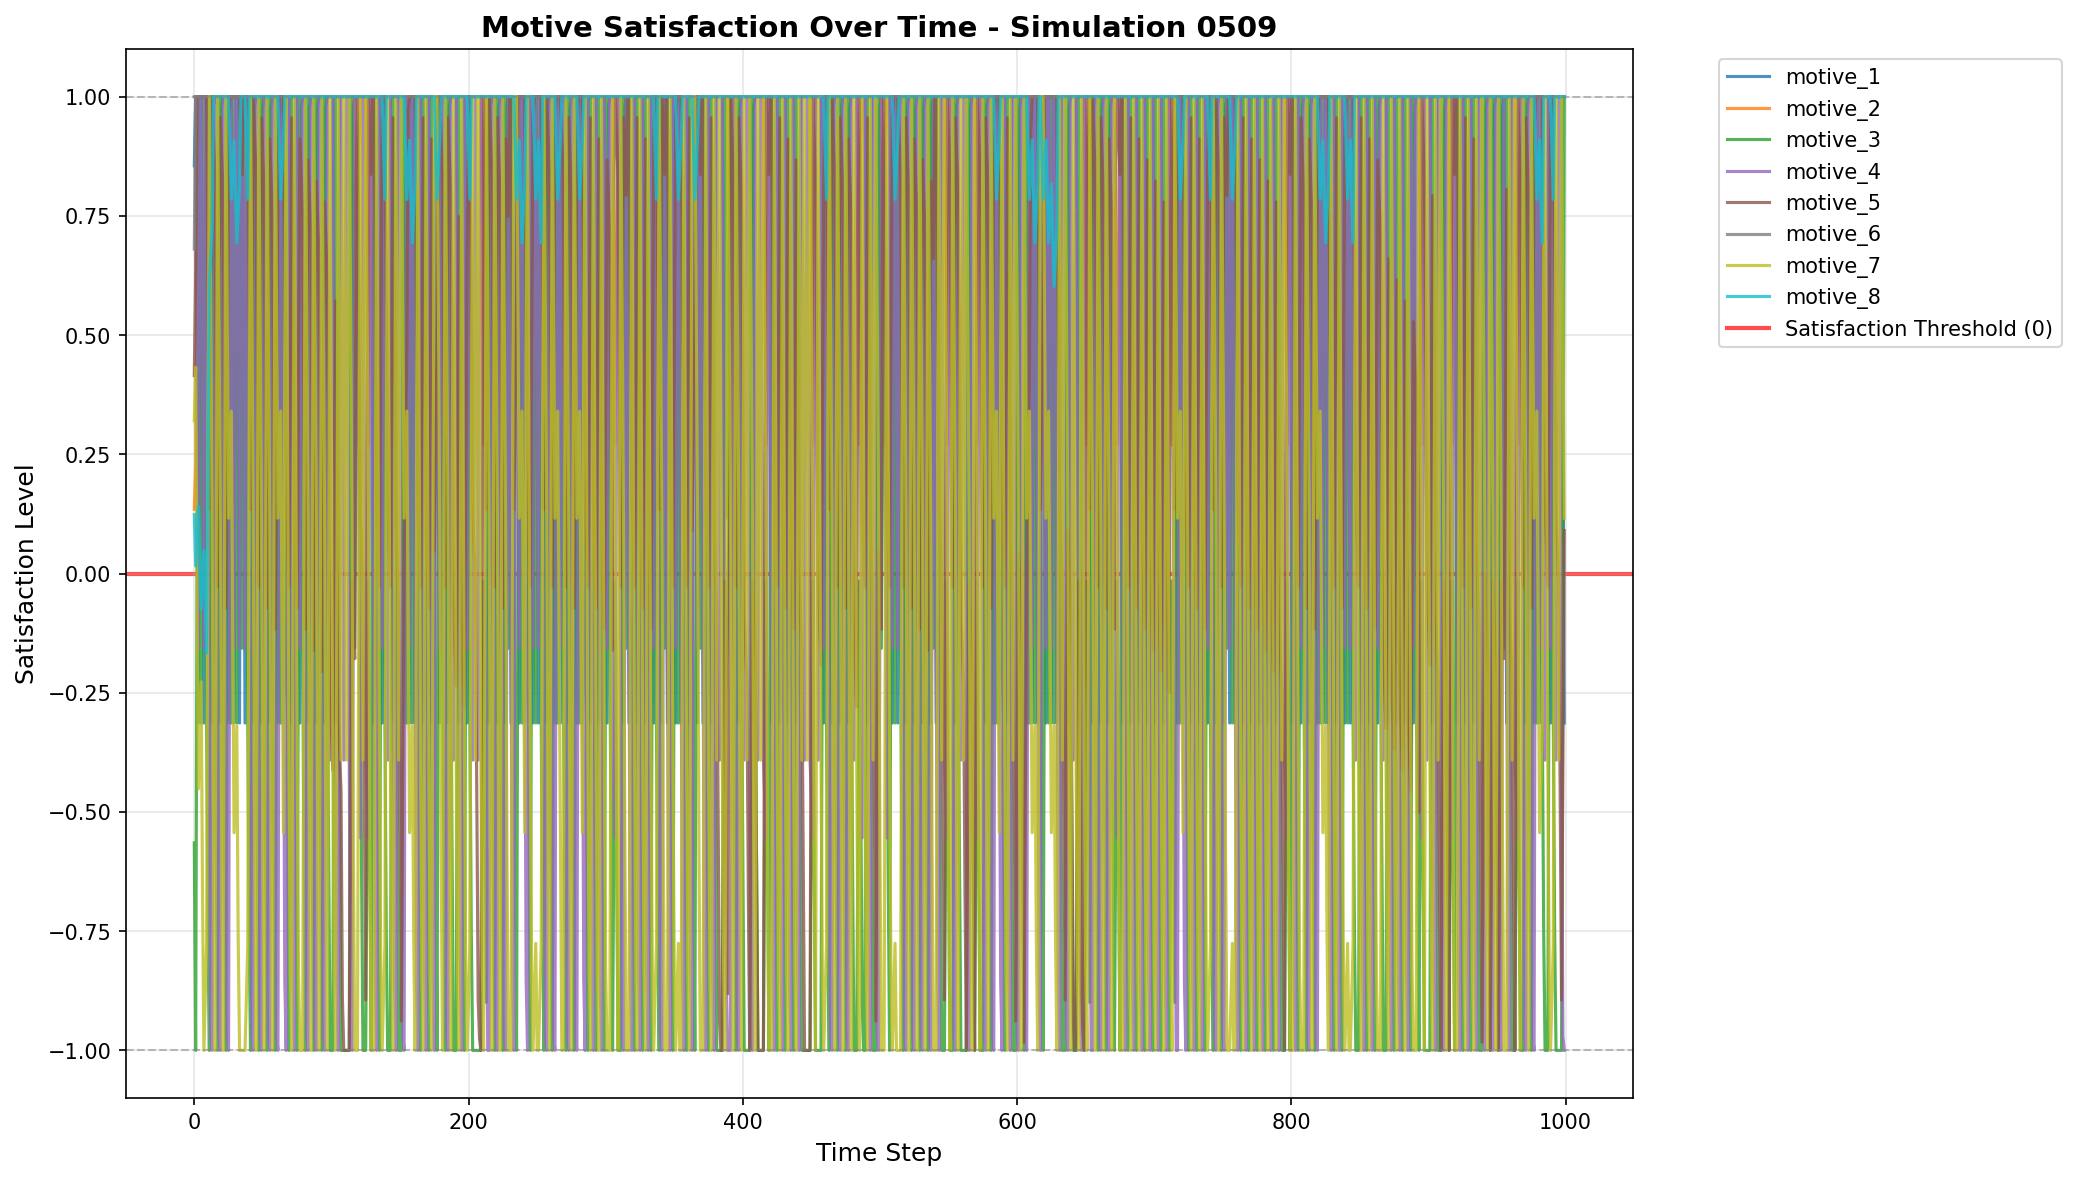 Motive Satisfaction Over Time - Simulation 0509
1.00
0.75
0.50
0.25
0.00
−0.25
−0.50
−0.75
−1.00
Satisfaction Level
0
200
400
600
800
1000
Time Step
motive_1
motive_2
motive_3
motive_4
motive_5
motive_6
motive_7
motive_8
Satisfaction Threshold (0)